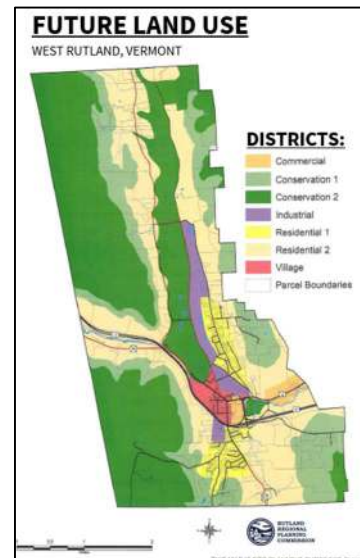 FUTURE LAND USE
WEST RUTLAND, VERMONT
DISTRICTS:
Commercial
Conservation 1
Conservation 2
Industrial
Residential 1
Residential 2
Village
Parcel Boundaries
RUTLAND
REGIONAL
PLANNING
COMMISSION